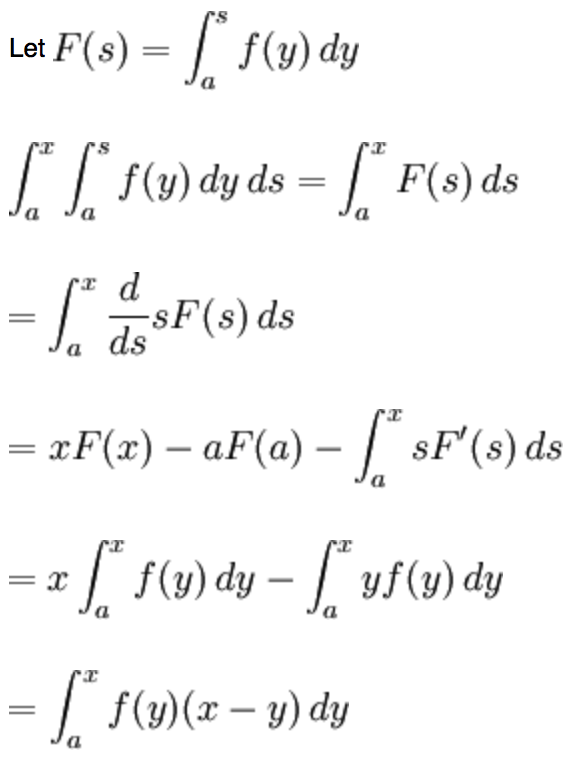 Let F(s) = ∫_a^s f(y) dy
∫_a^x ∫_a^s f(y) dy ds = ∫_a^x F(s) ds
= ∫_a^x d/ds sF(s) ds
= xF(x) − aF(a) − ∫_a^x sF′(s) ds
= x ∫_a^x f(y) dy − ∫_a^x yf(y) dy
= ∫_a^x f(y)(x − y) dy